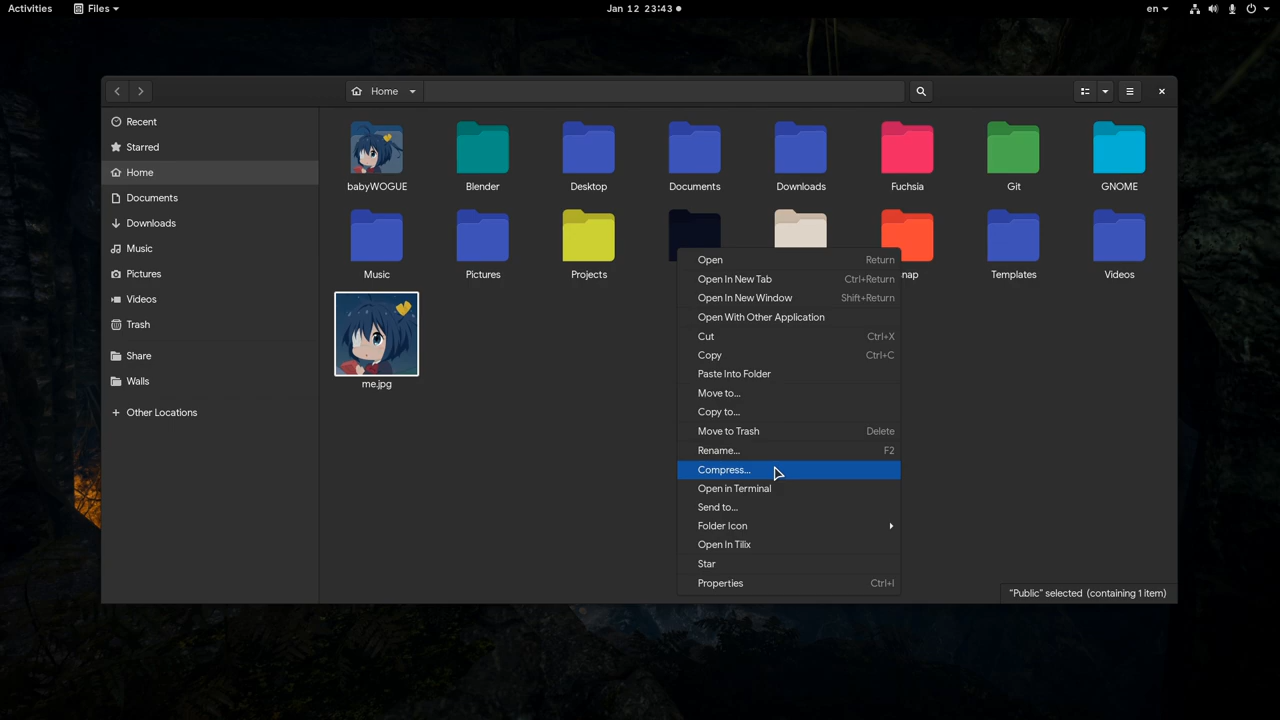 Activities Files Jan 12 23:43 en
Home
Recent
Starred
Home
Documents
Downloads
Music
Pictures
Videos
Trash
Share
Walls
Other Locations
babyWOGUE Blender Desktop Documents Downloads Fuchsia Git GNOME
Music Pictures Projects nap Templates Videos
me.jpg
Open Return
Open In New Tab Ctrl+Return
Open In New Window Shift+Return
Open With Other Application
Cut Ctrl+X
Copy Ctrl+C
Paste Into Folder
Move to...
Copy to...
Move to Trash Delete
Rename... F2
Compress...
Open in Terminal
Send to...
Folder Icon
Open In Tilix
Star
Properties Ctrl+I
"Public" selected (containing 1 item)